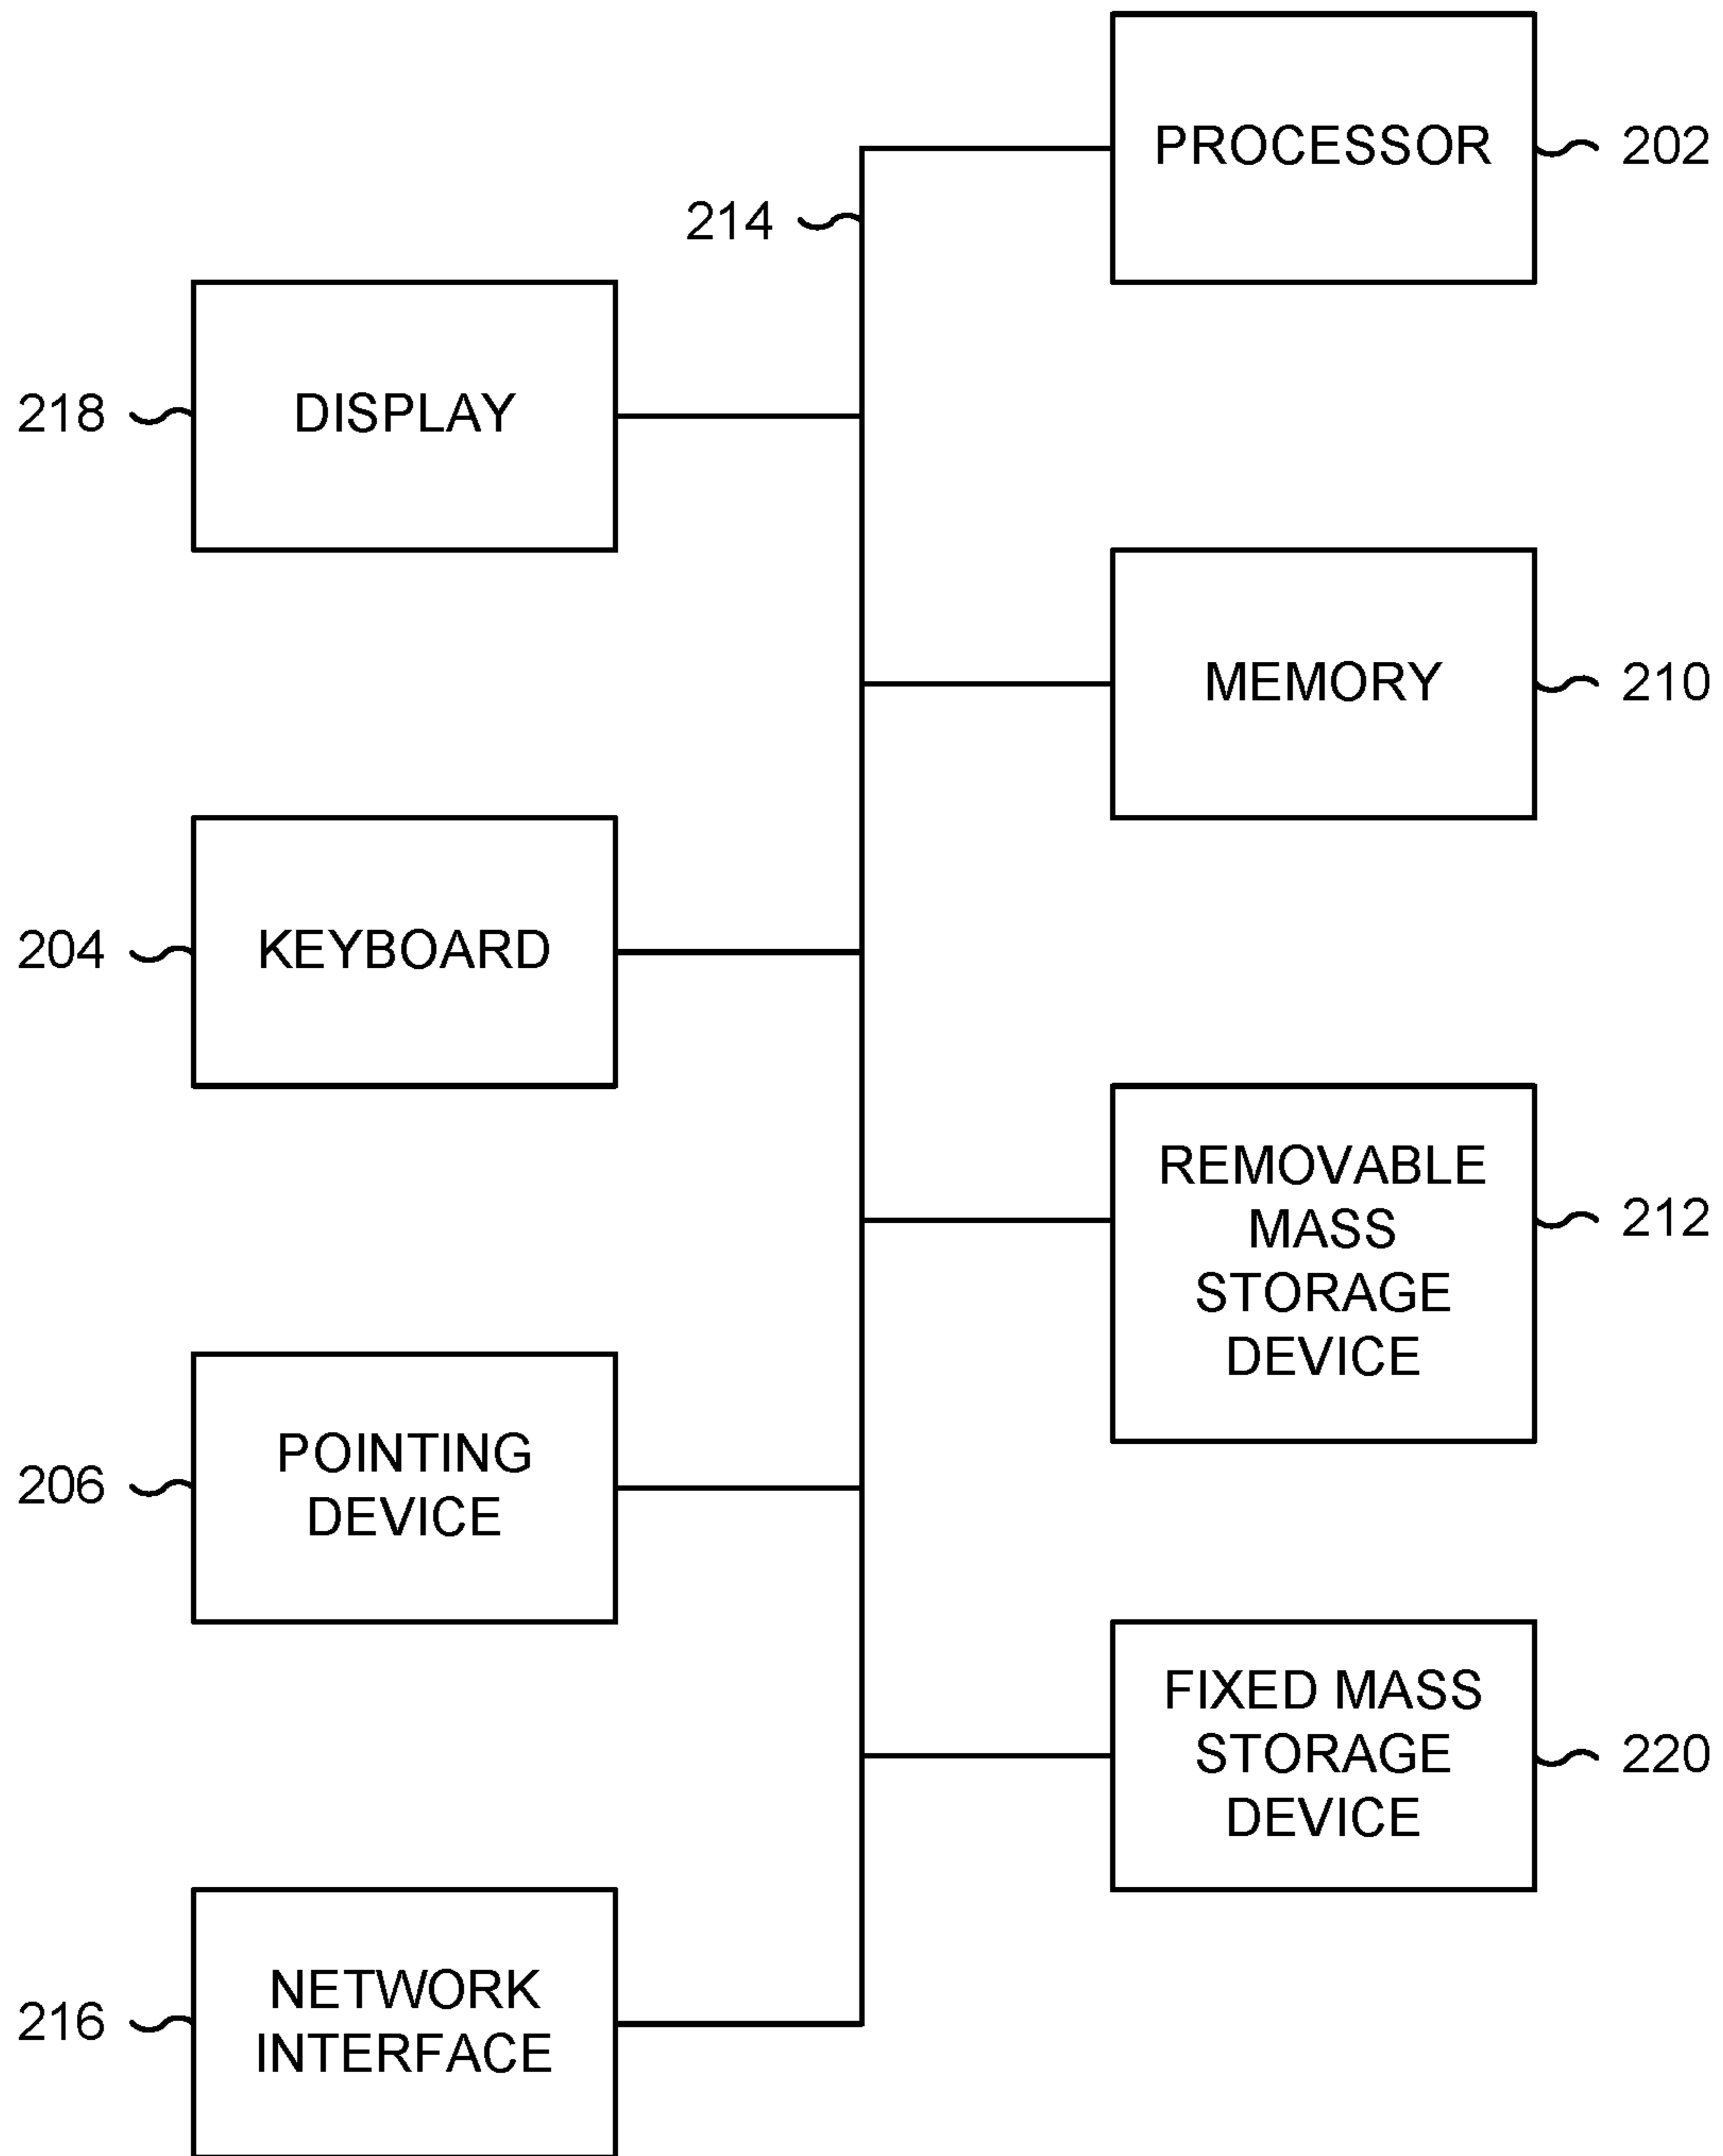 PROCESSOR
202
214
218
DISPLAY
MEMORY
210
204
KEYBOARD
REMOVABLE
MASS
STORAGE
DEVICE
212
206
POINTING
DEVICE
FIXED MASS
STORAGE
DEVICE
220
216
NETWORK
INTERFACE